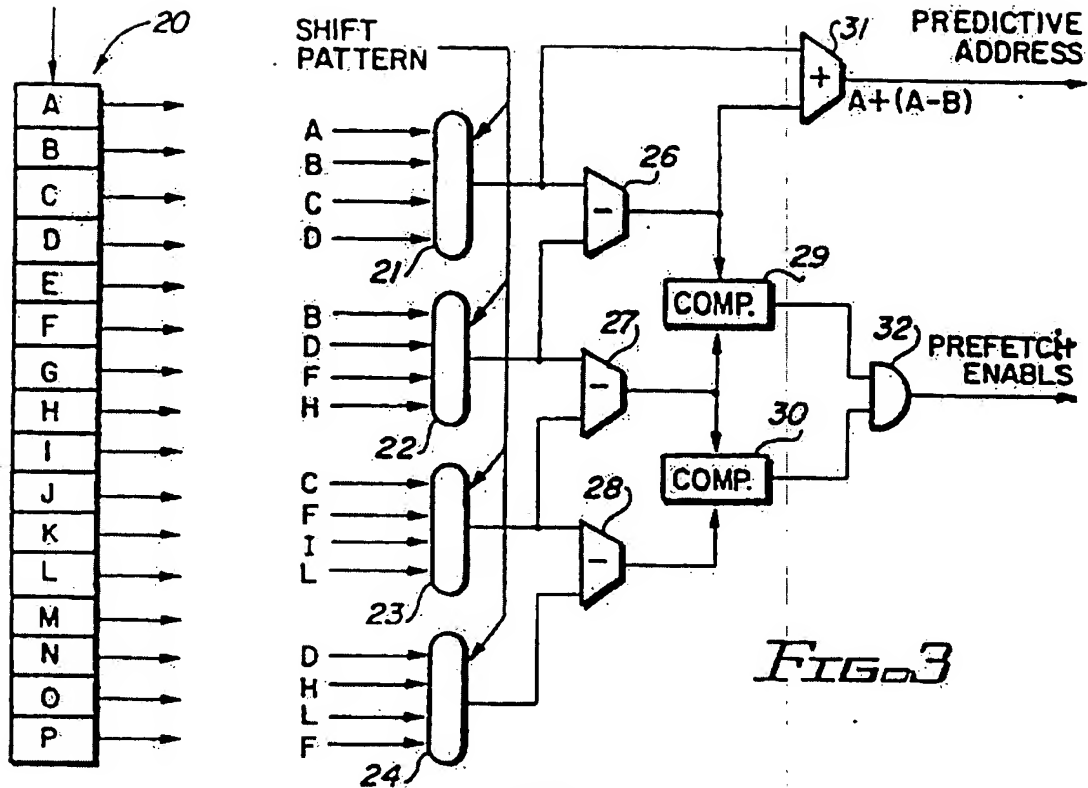 20
A
B
C
D
E
F
G
H
I
J
K
L
M
N
O
P
SHIFT
PATTERN
A
B
C
D
21
B
D
F
H
22
C
F
I
L
23
D
H
L
F
24
26
-
27
-
28
-
29
COMP.
30
COMP.
31
+
A+(A-B)
PREDICTIVE
ADDRESS
32
PREFETCH
ENABLS
FIG. 3